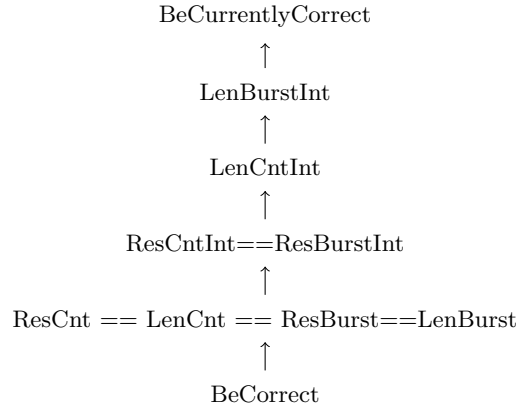 BeCurrentlyCorrect
↑
LenBurstInt
↑
LenCntInt
↑
ResCntInt==ResBurstInt
↑
ResCnt == LenCnt == ResBurst==LenBurst
↑
BeCorrect